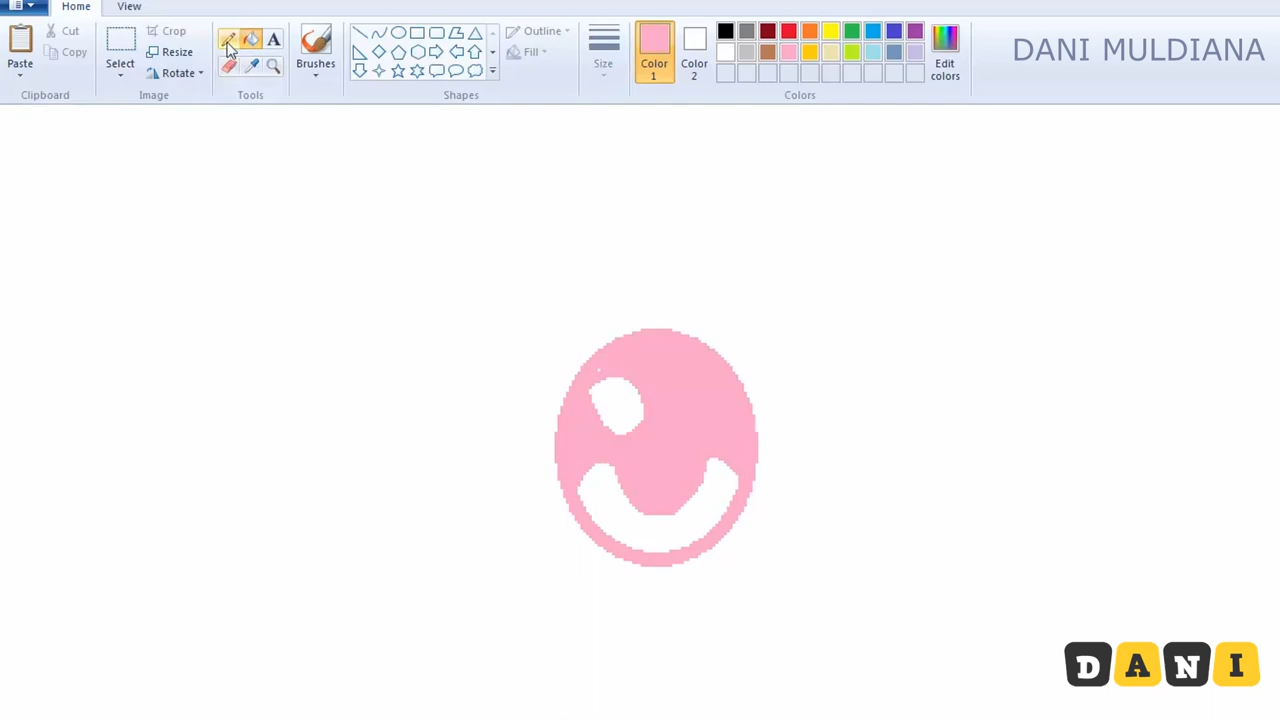 Home View
Paste
Cut
Copy
Clipboard
Select
Crop
Resize
Rotate
Image
A
Tools
Brushes
Shapes
Outline
Fill
Size
Color 1
Color 2
Edit colors
Colors
DANI MULDIANA
DANI